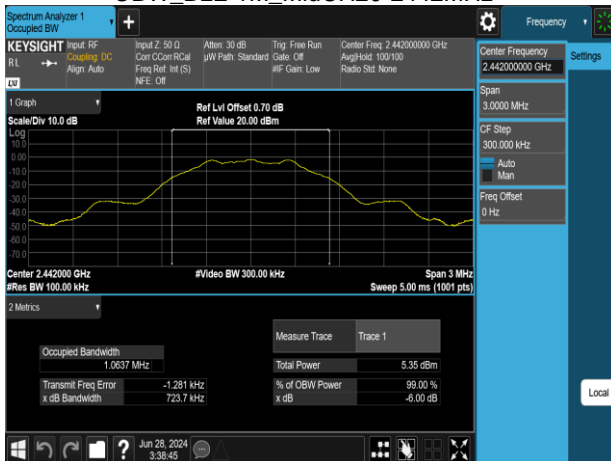 Spectrum Analyzer 1
Occupied BW
Frequency
KEYSIGHT
RL
LXI
Input: RF
Coupling: DC
Align: Auto
Input Z: 50 Ω
Corr CCorr RCal
Freq Ref: Int (S)
NFE: Off
Atten: 30 dB
µW Path: Standard
Trig: Free Run
Gate: Off
#IF Gain: Low
Center Freq: 2.442000000 GHz
Avg|Hold: 100/100
Radio Std: None
Center Frequency
2.442000000 GHz
Settings
Span
3.0000 MHz
CF Step
300.000 kHz
Auto
Man
Freq Offset
0 Hz
1 Graph
Scale/Div 10.0 dB
Ref Lvl Offset 0.70 dB
Ref Value 20.00 dBm
Log
10.0
0.00
-10.0
-20.0
-30.0
-40.0
-50.0
-60.0
-70.0
Center 2.442000 GHz
#Video BW 300.00 kHz
Span 3 MHz
#Res BW 100.00 kHz
Sweep 5.00 ms (1001 pts)
2 Metrics
Measure Trace
Trace 1
Occupied Bandwidth
1.0637 MHz
Total Power
5.35 dBm
Transmit Freq Error
-1.281 kHz
% of OBW Power
99.00 %
x dB Bandwidth
723.7 kHz
x dB
-6.00 dB
Local
?
Jun 28, 2024
3:38:45